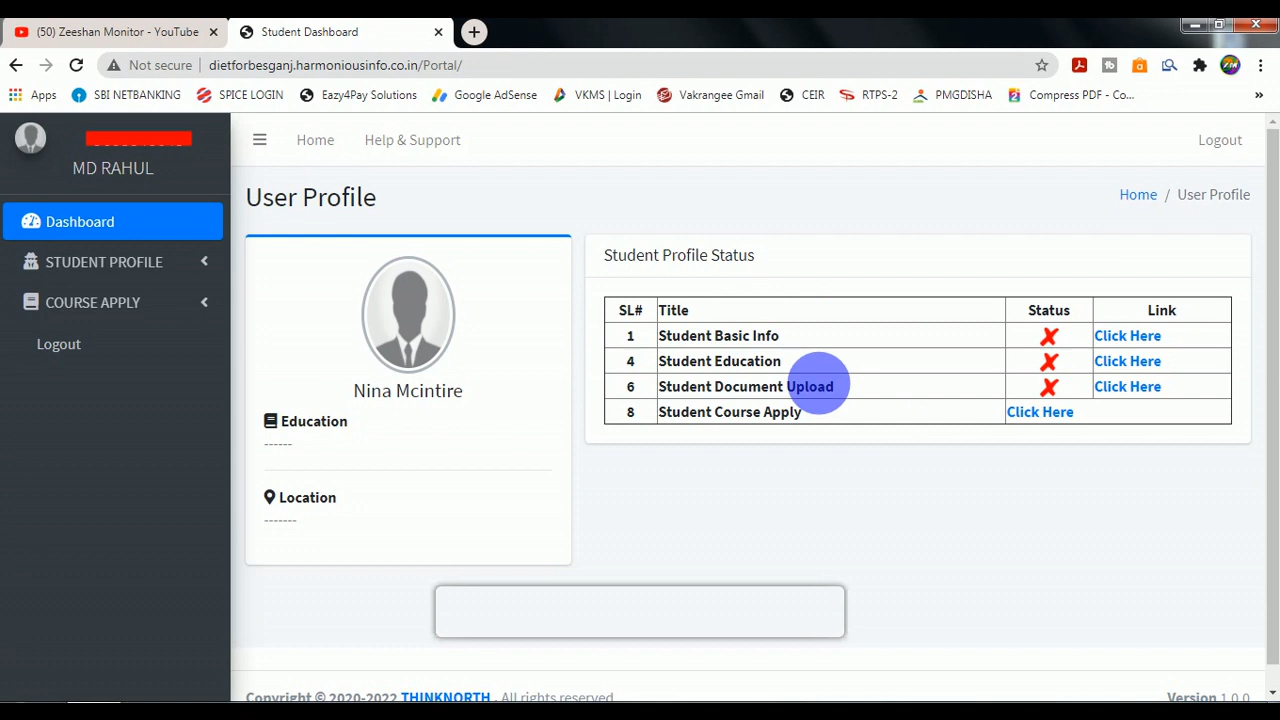 (50) Zeeshan Monitor - YouTube
Student Dashboard
Not secure
dietforbesganj.harmoniousinfo.co.in/Portal/
Apps
SBI NETBANKING
SPICE LOGIN
Eazy4Pay Solutions
Google AdSense
VKMS | Login
Vakrangee Gmail
CEIR
RTPS-2
PMGDISHA
Compress PDF - Co...
»
MD RAHUL
Home
Help & Support
Logout
Dashboard
STUDENT PROFILE
COURSE APPLY
Logout
User Profile
Home / User Profile
Nina Mcintire
Education
------
Location
-------
Student Profile Status
SL# Title Status Link
1 Student Basic Info ✗ Click Here
4 Student Education ✗ Click Here
6 Student Document Upload ✗ Click Here
8 Student Course Apply Click Here
Copyright © 2020-2022 THINKNORTH . All rights reserved
Version 1.0.0